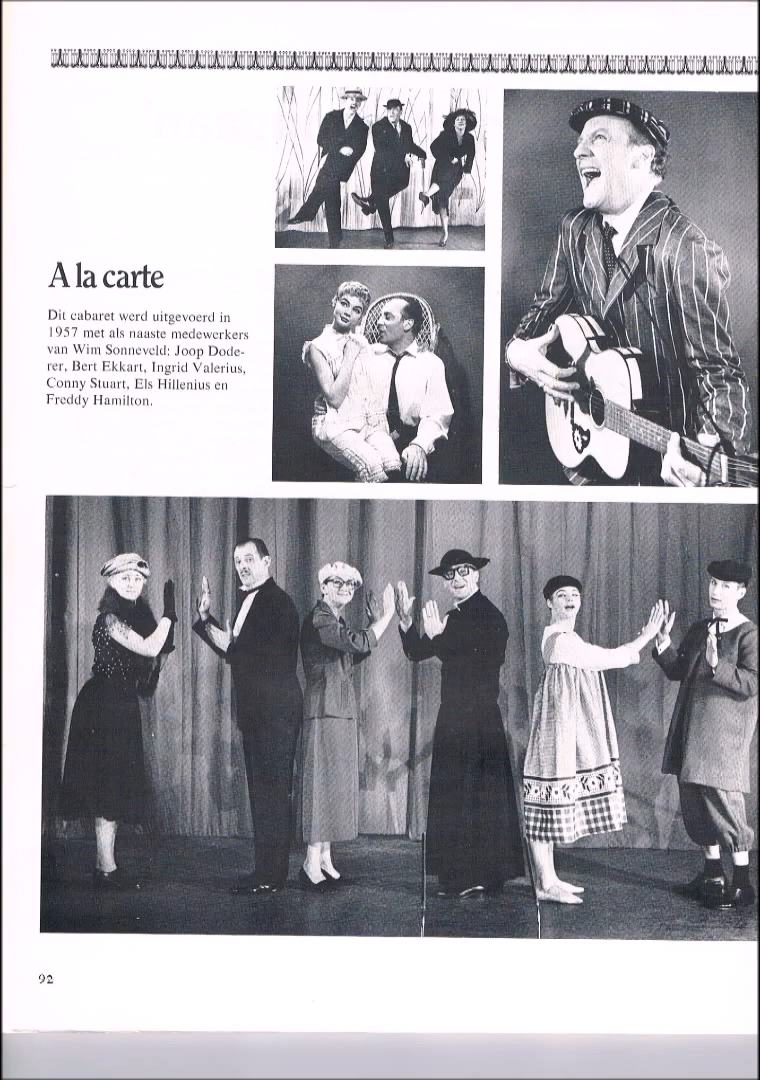 A la carte
Dit cabaret werd uitgevoerd in
1957 met als naaste medewerkers
van Wim Sonneveld: Joop Dode-
rer, Bert Ekkart, Ingrid Valerius,
Conny Stuart, Els Hillenius en
Freddy Hamilton.
92